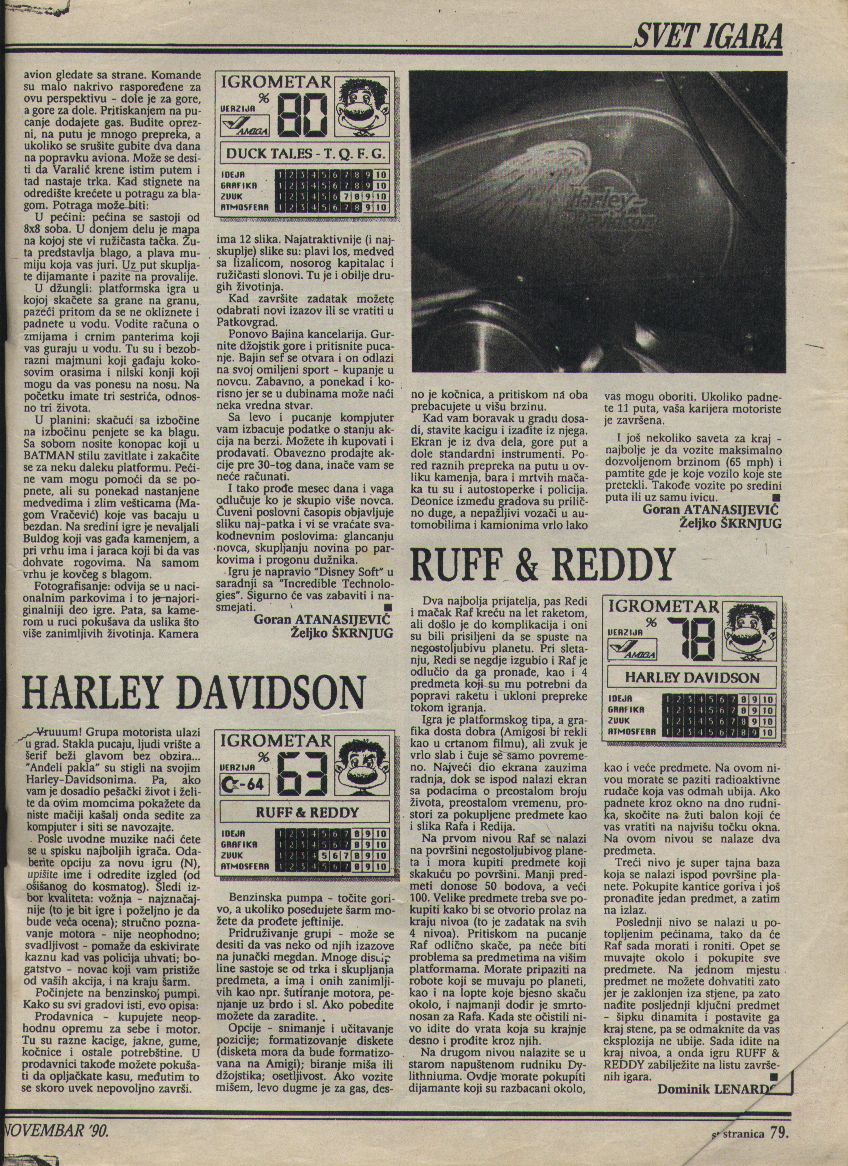 SVET IGARA
avion gledate sa strane. Komande
su malo nakrivo raspoređene za
ovu perspektivu - dole je za gore,
a gore za dole. Pritiskanjem na pu-
canje dodajete gas. Budite oprez-
ni, na putu je mnogo prepreka, a
ukoliko se srušite gubite dva dana
na popravku aviona. Može se desi-
ti da Varalić krene istim putem i
tad nastaje trka. Kad stignete na
odredište krećete u potragu za bla-
gom. Potraga može biti:
U pećini: pećina se sastoji od
8x8 soba. U donjem delu je mapa
na kojoj ste vi ružičasta tačka. Žu-
ta predstavlja blago, a plava mu-
miju koja vas juri. Uz put skuplja-
te dijamante i pazite na provalije.
U džungli: platformska igra u
kojoj skačete sa grane na granu,
pazeći pritom da se ne okliznete i
padnete u vodu. Vodite računa o
zmijama i crnim panterima koji
vas guraju u vodu. Tu su i bezob-
razni majmuni koji gađaju koko-
sovim orasima i nilski konji koji
mogu da vas ponesu na nosu. Na
početku imate tri sestrića, odnos-
no tri života.
U planini: skačući sa izbočine
na izbočinu penjete se ka blagu.
Sa sobom nosite konopac koji u
BATMAN stilu zavitlate i zakačite
se za neku daleku platformu. Peći-
ne vam mogu pomoći da se po-
pnete, ali su ponekad nastanjene
medvedima i zlim vešticama (Ma-
gom Vračević) koje vas bacaju u
bezdan. Na sredini igre je nevaljali
Buldog koji vas gađa kamenjem, a
pri vrhu ima i jaraca koji bi da vas
dohvate rogovima. Na samom
vrhu je kovčeg s blagom.
Fotografisanje: odvija se u naci-
onalnim parkovima i to je najori-
ginalniji deo igre. Pata, sa kame-
rom u ruci pokušava da uslika što
više zanimljivih životinja. Kamera
IGROMETAR
%
VERZIJA
AMIGA
80
DUCK TALES - T. Q. F. G.
IDEJA 1 2 3 4 5 6 7 8 9 10
GRAFIKA 1 2 3 4 5 6 7 8 9 10
ZVUK 1 2 3 4 5 6 7 8 9 10
ATMOSFERA 1 2 3 4 5 6 7 8 9 10
ima 12 slika. Najatraktivnije (i naj-
skuplje) slike su: plavi los, medved
sa lizalicom, nosorog kapitalac i
ružičasti slonovi. Tu je i obilje dru-
gih životinja.
Kad završite zadatak možete
odabrati novi izazov ili se vratiti u
Patkovgrad.
Ponovo Bajina kancelarija. Gur-
nite džojstik gore i pritisnite puca-
nje. Bajin sef se otvara i on odlazi
na svoj omiljeni sport - kupanje u
novcu. Zabavno, a ponekad i ko-
risno jer se u dubinama može naći
neka vredna stvar.
Sa levo i pucanje kompjuter
vam izbacuje podatke o stanju ak-
cija na berzi. Možete ih kupovati i
prodavati. Obavezno prodajte ak-
cije pre 30-tog dana, inače vam se
neće računati.
I tako prođe mesec dana i vaga
odlučuje ko je skupio više novca.
Čuveni poslovni časopis objavljuje
sliku naj-patka i vi se vraćate sva-
kodnevnim poslovima: glancanju
novca, skupljanju novina po par-
kovima i progonu dužnika.
Igru je napravio "Disney Soft" u
saradnji sa "Incredible Technolo-
gies". Sigurno će vas zabaviti i na-
smejati.
Goran ATANASIJEVIĆ
Željko ŠKRNJUG
Harley
Davidson
HARLEY DAVIDSON
Vruuum! Grupa motorista ulazi
u grad. Stakla pucaju, ljudi vrište a
šerif beži glavom bez obzira...
"Anđeli pakla" su stigli na svojim
Harley-Davidsonima. Pa, ako
vam je dosadio pešački život i želi-
te da ovim momcima pokažete da
niste mačiji kašalj onda sedite za
kompjuter i siti se navozajte.
Posle uvodne muzike naći ćete
se u spisku najboljih igrača. Oda-
berite opciju za novu igru (N),
upišite ime i odredite izgled (od
ošišanog do kosmatog). Sledi iz-
bor kvaliteta: vožnja - najznačaj-
nije (to je bit igre i poželjno je da
bude veća ocena); stručno pozna-
vanje motora - nije neophodno;
svadljivost - pomaže da eskivirate
kaznu kad vas policija uhvati; bo-
gatstvo - novac koji vam pristiže
od vaših akcija, i na kraju šarm.
Počinjete na benzinskoj pumpi.
Kako su svi gradovi isti, evo opisa:
Prodavnica - kupujete neop-
hodnu opremu za sebe i motor.
Tu su razne kacige, jakne, gume,
kočnice i ostale potrebštine. U
prodavnici takođe možete pokuša-
ti da opljačkate kasu, međutim to
se skoro uvek nepovoljno završi.
IGROMETAR
%
VERZIJA
C-64
63
RUFF & REDDY
IDEJA 1 2 3 4 5 6 7 8 9 10
GRAFIKA 1 2 3 4 5 6 7 8 9 10
ZVUK 1 2 3 4 5 6 7 8 9 10
ATMOSFERA 1 2 3 4 5 6 7 8 9 10
Benzinska pumpa - točite gori-
vo, a ukoliko posedujete šarm mo-
žete da prođete jeftinije.
Pridruživanje grupi - može se
desiti da vas neko od njih izazove
na junački megdan. Mnoge discip-
line sastoje se od trka i skupljanja
predmeta, a ima i onih zanimlji-
vih kao npr. šutiranje motora, pe-
njanje uz brdo i sl. Ako pobedite
možete da zaradite..
Opcije - snimanje i učitavanje
pozicije; formatizovanje diskete
(disketa mora da bude formatizo-
vana na Amigi); biranje miša ili
džojstika; osetljivost. Ako vozite
mišem, levo dugme je za gas, des-
no je kočnica, a pritiskom na oba
prebacujete u višu brzinu.
Kad vam boravak u gradu dosa-
di, stavite kacigu i izađite iz njega.
Ekran je iz dva dela, gore put a
dole standardni instrumenti. Po-
red raznih prepreka na putu u ov-
liku kamenja, bara i mrtvih mača-
ka tu su i autostoperke i policija.
Deonice između gradova su prilič-
no duge, a nepažljivi vozači u au-
tomobilima i kamionima vrlo lako
vas mogu oboriti. Ukoliko padne-
te 11 puta, vaša karijera motoriste
je završena.
I još nekoliko saveta za kraj -
najbolje je da vozite maksimalno
dozvoljenom brzinom (65 mph) i
pamtite gde je koje vozilo koje ste
pretekli. Takođe vozite po sredini
puta ili uz samu ivicu.
Goran ATANASIJEVIĆ
Željko ŠKRNJUG
RUFF & REDDY
Dva najbolja prijatelja, pas Redi
i mačak Raf kreću na let raketom,
ali došlo je do komplikacija i oni
su bili prisiljeni da se spuste na
negostoljubivu planetu. Pri sleta-
nju, Redi se negdje izgubio i Raf je
odlučio da ga pronađe, kao i 4
predmeta koji su mu potrebni da
popravi raketu i ukloni prepreke
tokom igranja.
Igra je platformskog tipa, a gra-
fika dosta dobra (Amigosi bi rekli
kao u crtanom filmu), ali zvuk je
vrlo slab i čuje se samo povreme-
no. Najveći dio ekrana zauzima
radnja, dok se ispod nalazi ekran
sa podacima o preostalom broju
života, preostalom vremenu, pro-
stori za pokupljene predmete kao
i slika Rafa i Redija.
Na prvom nivou Raf se nalazi
na površini negostoljubivog plane-
ta i mora kupiti predmete koji
skakuću po površini. Manji pred-
meti donose 50 bodova, a veći
100. Velike predmete treba sve po-
kupiti kako bi se otvorio prolaz na
kraju nivoa (to je zadatak na svih
4 nivoa). Pritiskom na pucanje
Raf odlično skače, pa neće biti
problema sa predmetima na višim
platformama. Morate pripaziti na
robote koji se muvaju po planeti,
kao i na lopte koje bjesno skaču
okolo, i najmanji dodir je smrto-
nosan za Rafa. Kada ste očistili ni-
vo idite do vrata koja su krajnje
desno i prođite kroz njih.
Na drugom nivou nalazite se u
starom napuštenom rudniku Dy-
lithniuma. Ovdje morate pokupiti
dijamante koji su razbacani okolo,
IGROMETAR
%
VERZIJA
AMIGA
78
HARLEY DAVIDSON
IDEJA 1 2 3 4 5 6 7 8 9 10
GRAFIKA 1 2 3 4 5 6 7 8 9 10
ZVUK 1 2 3 4 5 6 7 8 9 10
ATMOSFERA 1 2 3 4 5 6 7 8 9 10
kao i veće predmete. Na ovom ni-
vou morate se paziti radioaktivne
rudače koja vas odmah ubija. Ako
padnete kroz okno na dno rudni-
ka, skočite na žuti balon koji će
vas vratiti na najvišu točku okna.
Na ovom nivou se nalaze dva
predmeta.
Treći nivo je super tajna baza
koja se nalazi ispod površine pla-
nete. Pokupite kantice goriva i još
pronađite jedan predmet, a zatim
na izlaz.
Posljednji nivo se nalazi u po-
topljenim pećinama, tako da će
Raf sada morati i roniti. Opet se
muvajte okolo i pokupite sve
predmete. Na jednom mjestu
predmet ne možete dohvatiti zato
jer je zaklonjen iza stjene, pa zato
nađite posljednji ključni predmet
- šipku dinamita i postavite ga
kraj stene, pa se odmaknite da vas
eksplozija ne ubije. Sada idite na
kraj nivoa, a onda igru RUFF &
REDDY zabilježite na listu završe-
nih igara.
Dominik LENARD
NOVEMBAR '90.
stranica 79.